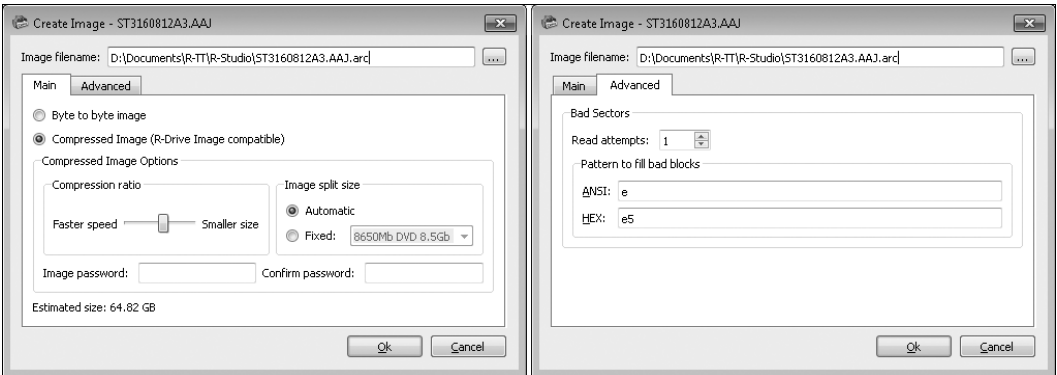 Create Image - ST3160812A3.AAJ
Image filename: D:\Documents\R-TT\R-Studio\ST3160812A3.AAJ.arc ...
Main Advanced
Byte to byte image
Compressed Image (R-Drive Image compatible)
Compressed Image Options
Compression ratio
Faster speed Smaller size
Image split size
Automatic
Fixed: 8650Mb DVD 8.5Gb
Image password: Confirm password:
Estimated size: 64.82 GB
Ok Cancel
Create Image - ST3160812A3.AAJ
Image filename: D:\Documents\R-TT\R-Studio\ST3160812A3.AAJ.arc ...
Main Advanced
Bad Sectors
Read attempts: 1
Pattern to fill bad blocks
ANSI: e
HEX: e5
Ok Cancel